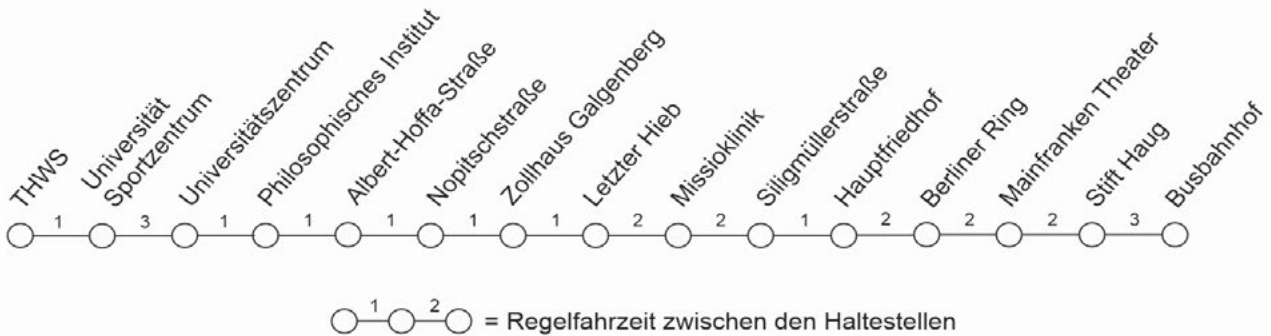 THWS
Universität
Sportzentrum
Universitätszentrum
Philosophisches Institut
Albert-Hoffa-Straße
Nopitschstraße
Zollhaus Galgenberg
Letzter Hieb
Missioklinik
Siligmüllerstraße
Hauptfriedhof
Berliner Ring
Mainfranken Theater
Stift Haug
Busbahnhof
1 3 1 1 1 1 1 2 2 1 2 2 2 3
1 2 = Regelfahrzeit zwischen den Haltestellen